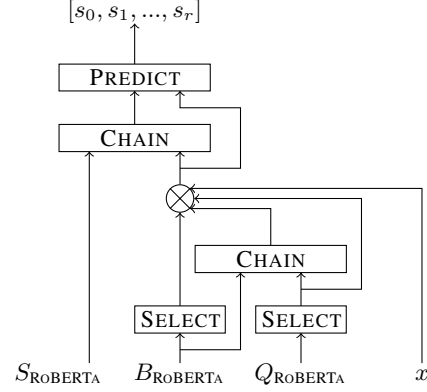 [s_0, s_1, ..., s_r]
PREDICT
CHAIN
CHAIN
SELECT SELECT
S_ROBERTA B_ROBERTA Q_ROBERTA x